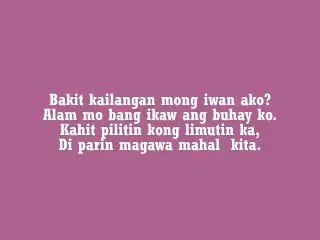 Bakit kailangan mong iwan ako?
Alam mo bang ikaw ang buhay ko.
Kahit pilitin kong limutin ka,
Di parin magawa mahal kita.